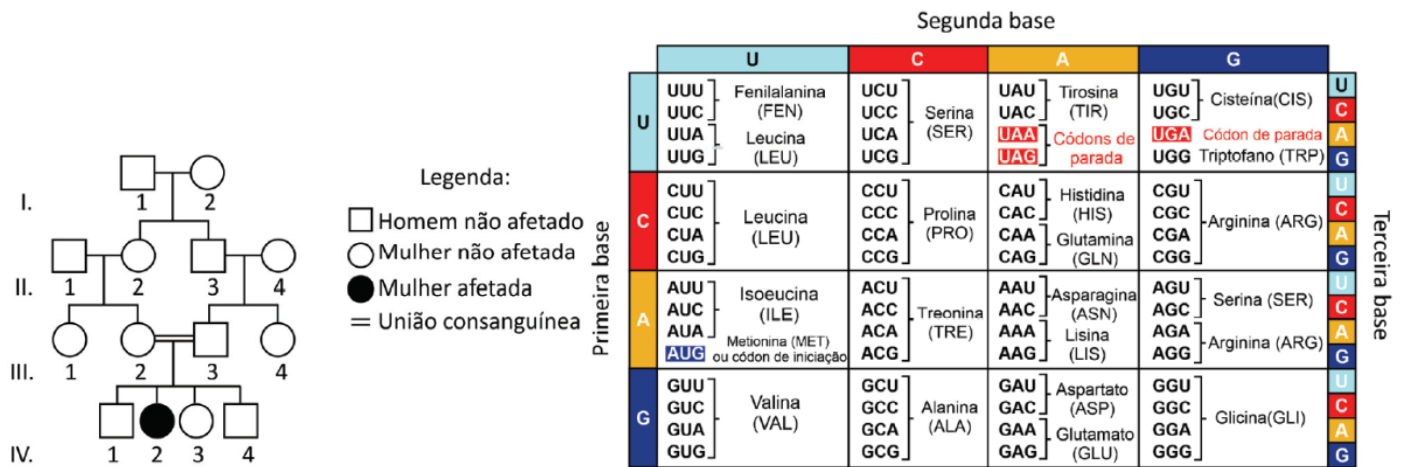 I.
1 2
II.
1 2 3 4
III.
1 2 3 4
IV.
1 2 3 4
Legenda:
Homem não afetado
Mulher não afetada
Mulher afetada
= União consanguínea
Segunda base
U C A G
Primeira base
Terceira base
U
UUU
UUC
Fenilalanina
(FEN)
UUA
UUG
Leucina
(LEU)
UCU
UCC
UCA
UCG
Serina
(SER)
UAU
UAC
Tirosina
(TIR)
UAA
UAG
Códons de
parada
UGU
UGC
Cisteína(CIS)
UGA Códon de parada
UGG Triptofano (TRP)
U
C
A
G
C
CUU
CUC
CUA
CUG
Leucina
(LEU)
CCU
CCC
CCA
CCG
Prolina
(PRO)
CAU
CAC
Histidina
(HIS)
CAA
CAG
Glutamina
(GLN)
CGU
CGC
CGA
CGG
Arginina (ARG)
U
C
A
G
A
AUU
AUC
AUA
Isoeucina
(ILE)
AUG
Metionina (MET)
ou códon de iniciação
ACU
ACC
ACA
ACG
Treonina
(TRE)
AAU
AAC
Asparagina
(ASN)
AAA
AAG
Lisina
(LIS)
AGU
AGC
Serina (SER)
AGA
AGG
Arginina (ARG)
U
C
A
G
G
GUU
GUC
GUA
GUG
Valina
(VAL)
GCU
GCC
GCA
GCG
Alanina
(ALA)
GAU
GAC
Aspartato
(ASP)
GAA
GAG
Glutamato
(GLU)
GGU
GGC
GGA
GGG
Glicina(GLI)
U
C
A
G